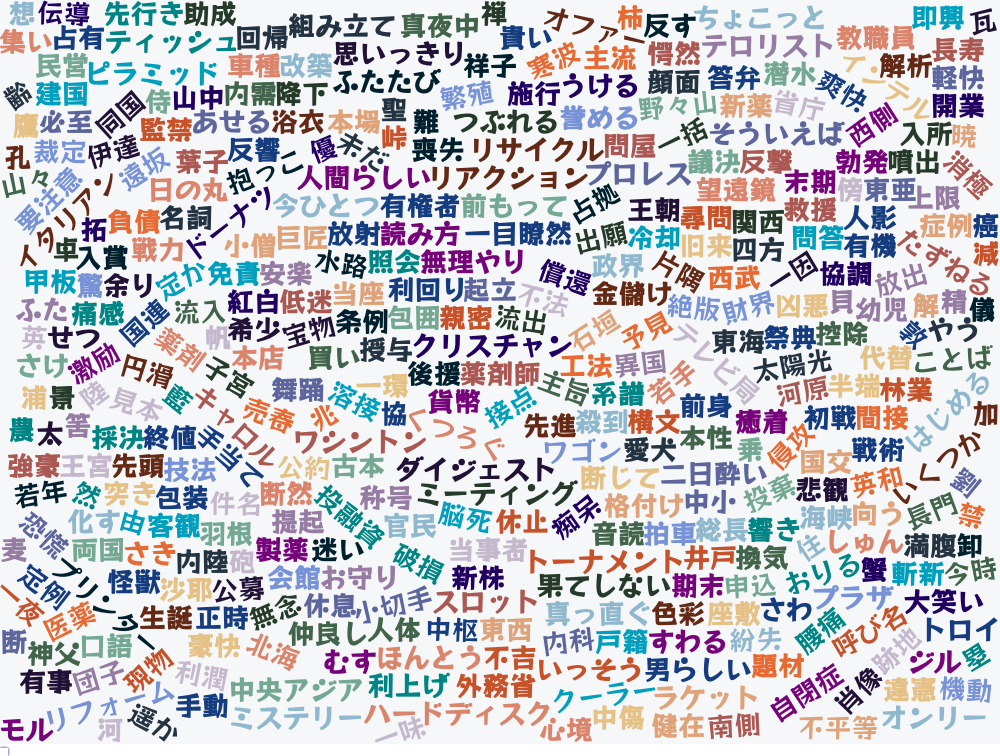 想 伝導 先行き 助成 組み立て 真夜中 禅 オファー 柿 反す ちょこっと 即興 瓦
集い 占有 ティッシュ 回帰 思いっきり 責い 寒波 主流 愕然 テロリスト 教職員 長寿
民営 ピラミッド 車種 改築 ふたたび 祥子 施行 うける 顔面 答弁 潜水 爽快 インテル 解析 軽快
齢 建国 侍 山中 内需 降下 聖 繁殖 誉める 野々山 新薬 省庁 西側 開業
鷹 必至 同国 監禁 あせる 浴衣 本場 峠 難 つぶれる 一括 そういえば 入所 暁
孔 裁定 伊達 遠坂 葉子 反響 抱っこ 優 未だ 喪失 リサイクル 問屋 議決 反撃 勃発 噴出 消極
山々 要注意 イタリアン 日の丸 ドーナツ 人間らしい リアクション プロレス 望遠鏡 末期 傍 東亜 上限
拓 負債 名詞 今ひとつ 有権者 前もって 占拠 王朝 尋問 関西 救援 人影 症例 癌
卓 入賞 戦力 小僧 巨匠 放射 読み方 一目瞭然 出願 冷却 旧来 四方 問答 有機 たずねる 減
甲板 驚 余り 定か 免責 安楽 水路 照会 無理やり 償還 政界 片隅 西武 一因 協調 放出
ふた 痛感 国連 流入 紅白 低迷 当座 利回り 起立 不法 金儲け 絶版 財界 凶悪 貝 幼児 解 精 儀
英 せつ 薬剤 帆 希少 宝物 条例 包囲 親密 流出 石垣 予見 テレビ局 東海 祭典 控除 教 やう
さけ 激励 円滑 子宮 本店 買い 授与 クリスチャン 工法 異国 太陽光 代替 ことば
浦 景 陸 見本 藍 キャロル 売春 舞踊 溶接 一環 後援 薬剤師 主旨 系譜 若手 河原 半端 林業 はじめる
農 太 筈 採決 終値 手当て 兆 協 くつろぐ 貨幣 接点 先進 殺到 構文 前身 癒着 初戦 間接 加
強豪 王宮 先頭 技法 ワシントン 公約 古本 ダイジェスト ワゴン 愛犬 本性 乗 侵攻 国交 戦術 いくつか
若年 然 突き 包装 件名 断然 投融資 称号 ミーティング 断じて 二日酔い 格付け 中小 投棄 悲観 英和 劉
恐慌 化す 由 客観 羽根 提起 官民 脳死 休止 痴呆 音読 拍車 総長 響き 海峡 向う 長門 禁
麦 両国 さき 内陸 砲 製薬 迷い 破損 当事者 トーナメント 井戸 換気 住 しゅん 満腹 卸
定例 プリンター 怪獣 沙耶 公募 会館 お守り 新株 果てしない 期末 申込 おりる 蟹 斬新 今時
一夜 医薬 生誕 正時 無念 休息 小切手 スロット 真っ直ぐ 色彩 座敷 さわ プラザ 大笑い
断 神父 口語 豪快 北海 仲良し 人体 中枢 東西 内科 戸籍 すわる 紛失 腰痛 呼び名 トロイ
有事 団子 現物 利潤 むす ほんとう 不吉 いっそう 男らしい 題材 跡地 ジル 塁
モル リフォーム 手動 中央アジア 利上げ 外務省 クーラー ラケット 自閉症 肖像 違憲 機動
河 遥か ミステリー 一味 ハードディスク 心境 中傷 健在 南側 不平等 オンリー